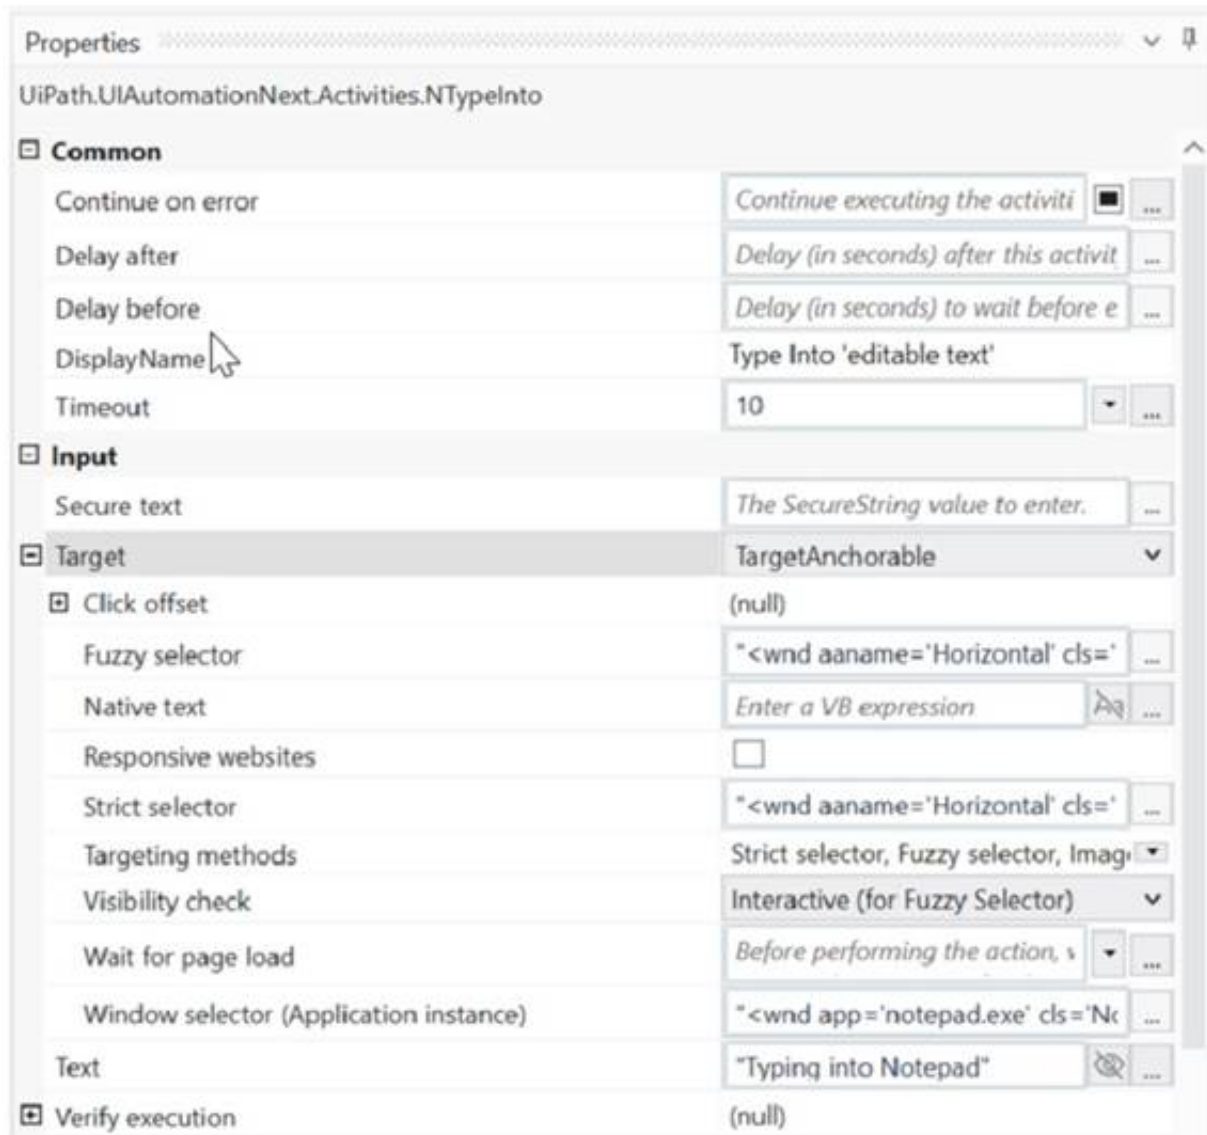 Properties
UiPath.UIAutomationNext.Activities.NTypeInto
Common
Continue on error Continue executing the activiti ...
Delay after Delay (in seconds) after this activit ...
Delay before Delay (in seconds) to wait before e ...
DisplayName Type Into 'editable text'
Timeout 10 ...
Input
Secure text The SecureString value to enter. ...
Target TargetAnchorable
Click offset (null)
Fuzzy selector "<wnd aaname='Horizontal' cls=' ...
Native text Enter a VB expression ...
Responsive websites
Strict selector "<wnd aaname='Horizontal' cls=' ...
Targeting methods Strict selector, Fuzzy selector, Imag
Visibility check Interactive (for Fuzzy Selector)
Wait for page load Before performing the action, ...
Window selector (Application instance) "<wnd app='notepad.exe' cls='No ...
Text "Typing into Notepad" ...
Verify execution (null)